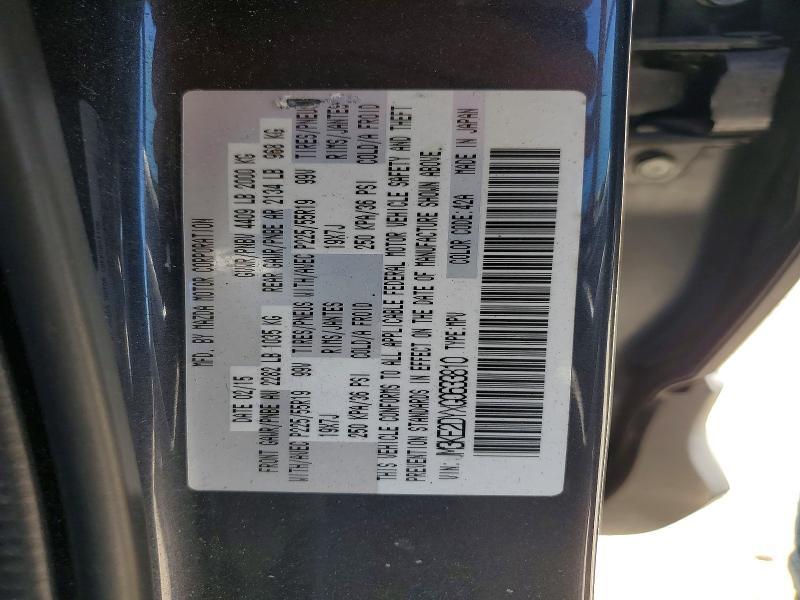 MFD. BY MAZDA MOTOR CORPORATION
DATE 02/15 GVWR/PNBV 4409 LB 2000 KG
FRONT GAWR/PNBE AV 2282 LB 1035 KG REAR GAWR/PNBE AR 2134 LB 968 KG
WITH/AVEC P225/55R19 99V TIRES/PNEUS WITH/AVEC P225/55R19 99V TIRES/PNEUS
19X7J RIMS/JANTES 19X7J RIMS/JANTES
250 KPA/36 PSI COLD/A FROID 250 KPA/36 PSI COLD/A FROID
THIS VEHICLE CONFORMS TO ALL APPLICABLE FEDERAL MOTOR VEHICLE SAFETY AND THEFT
PREVENTION STANDARDS IN EFFECT ON THE DATE OF MANUFACTURE SHOWN ABOVE.
VIN: JM3KE2DYXG0633810 TYPE:MPV COLOR CODE:42A MADE IN JAPAN